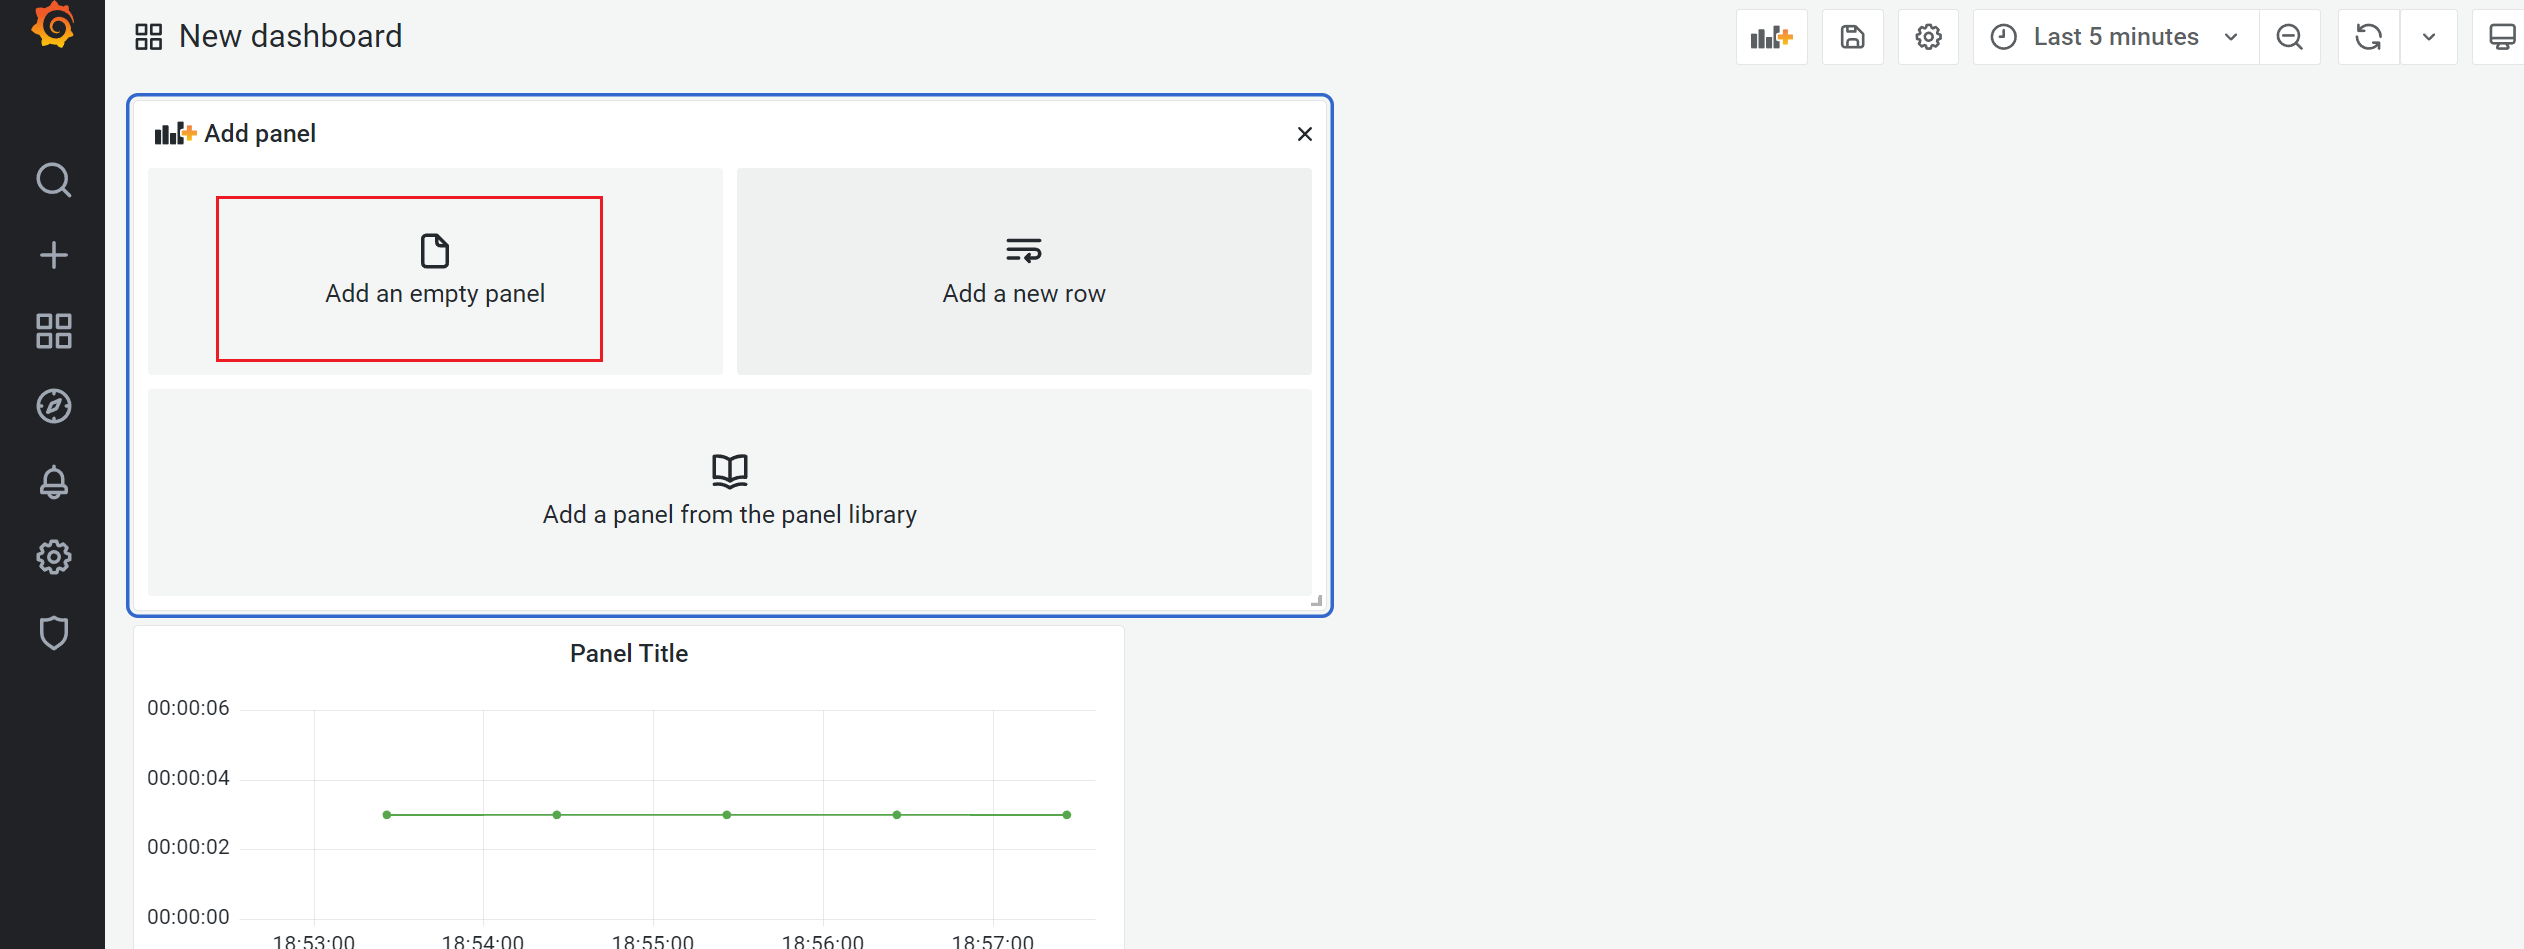 New dashboard
Last 5 minutes
Add panel
Add an empty panel
Add a new row
Add a panel from the panel library
Panel Title
00:00:06
00:00:04
00:00:02
00:00:00
18:53:00 18:54:00 18:55:00 18:56:00 18:57:00